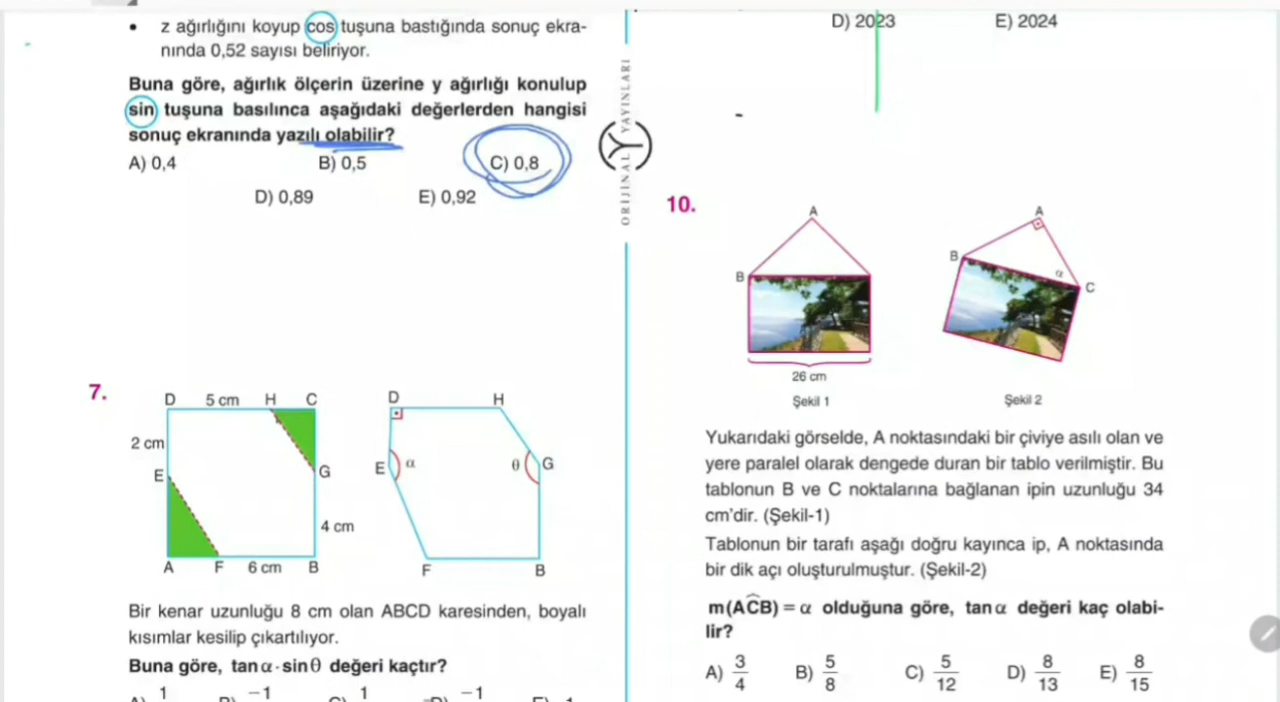 • z ağırlığını koyup cos tuşuna bastığında sonuç ekra-
nında 0,52 sayısı beliriyor.
Buna göre, ağırlık ölçerin üzerine y ağırlığı konulup
sin tuşuna basılınca aşağıdaki değerlerden hangisi
sonuç ekranında yazılı olabilir?
A) 0,4 B) 0,5 C) 0,8
D) 0,89 E) 0,92
7.
D 5 cm H C
2 cm
E
G
4 cm
A F 6 cm B
D H
E α θ G
F B
Bir kenar uzunluğu 8 cm olan ABCD karesinden, boyalı
kısımlar kesilip çıkartılıyor.
Buna göre, tanα·sinθ değeri kaçtır?
ORİJİNAL YAYINLARI
D) 2023 E) 2024
10.
A
B
26 cm
Şekil 1
A
B
α
C
Şekil 2
Yukarıdaki görselde, A noktasındaki bir çiviye asılı olan ve
yere paralel olarak dengede duran bir tablo verilmiştir. Bu
tablonun B ve C noktalarına bağlanan ipin uzunluğu 34
cm'dir. (Şekil-1)
Tablonun bir tarafı aşağı doğru kayınca ip, A noktasında
bir dik açı oluşturulmuştur. (Şekil-2)
m(ACB) = α olduğuna göre, tanα değeri kaç olabi-
lir?
A) 3/4 B) 5/8 C) 5/12 D) 8/13 E) 8/15